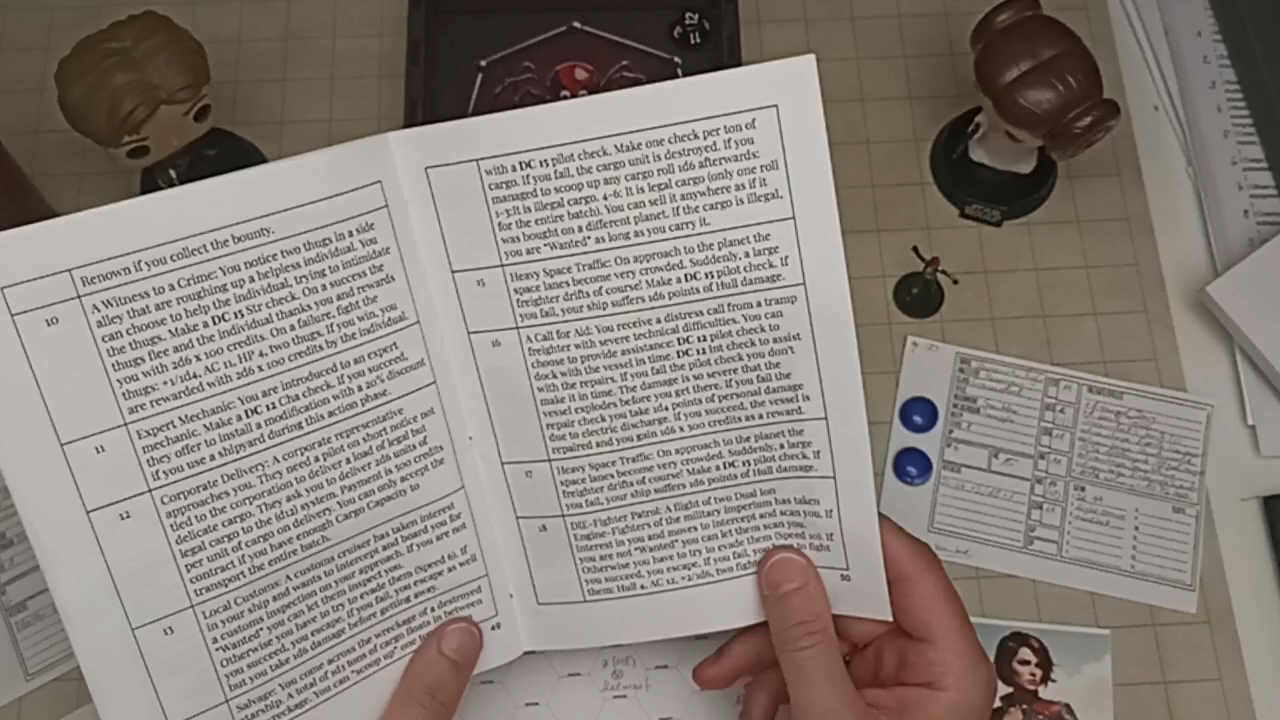 Renown if you collect the bounty.
10
A Witness to a Crime: You notice two thugs in a side
alley that are roughing up a helpless individual. You
can choose to help the individual, trying to intimidate
the thugs. Make a DC 15 Str check. On a success the
thugs flee and the individual thanks you and rewards
you with 2d6 x 100 credits. On a failure, fight the
thugs: +1/1d4, AC 11, HP 4, two thugs. If you win, you
are rewarded with 2d6 x 100 credits by the individual.
11
Expert Mechanic: You are introduced to an expert
mechanic. Make a DC 12 Cha check. If you succeed,
they offer to install a modification with a 20% discount
if you use a shipyard during this action phase.
12
Corporate Delivery: A corporate representative
approaches you. They need a pilot on short notice not
tied to the corporation to deliver a load of legal but
delicate cargo. They ask you to deliver 2d6 units of
legal cargo to the (d12) system. Payment is 500 credits
per unit of cargo on delivery. You can only accept the
contract if you have enough Cargo Capacity to
transport the entire batch.
13
Local Customs: A customs cruiser has taken interest
in your ship and wants to intercept and board you for
a customs inspection on your approach. If you are not
"Wanted" you can let them inspect you.
Otherwise you have to try to evade them (Speed 6). If
you succeed, you escape. If you fail, you escape as well
but you take 1d6 damage before getting away.
Salvage: You come across the wreckage of a destroyed
starship. A total of 1d3 tons of cargo floats in between
wreckage. You can "scoop up" one
49
with a DC 15 pilot check. Make one check per ton of
cargo. If you fail, the cargo unit is destroyed. If you
managed to scoop up any cargo roll 1d6 afterwards:
1-3: It is illegal cargo. 4-6: It is legal cargo (only one roll
for the entire batch). You can sell it anywhere as if it
was bought on a different planet. If the cargo is illegal,
you are "Wanted" as long as you carry it.
15
Heavy Space Traffic: On approach to the planet the
space lanes become very crowded. Suddenly, a large
freighter drifts of course! Make a DC 15 pilot check. If
you fail, your ship suffers 1d6 points of Hull damage.
16
A Call for Aid: You receive a distress call from a tramp
freighter with severe technical difficulties. You can
choose to provide assistance: DC 12 pilot check to
dock with the vessel in time. DC 12 Int check to assist
with the repairs. If you fail the pilot check you don't
make it in time. The damage is so severe that the
vessel explodes before you get there. If you fail the
repair check you take 1d4 points of personal damage
due to electric discharge. If you succeed, the vessel is
repaired and you gain 1d6 x 300 credits as a reward.
17
Heavy Space Traffic: On approach to the planet the
space lanes become very crowded. Suddenly, a large
freighter drifts of course! Make a DC 15 pilot check. If
you fail, your ship suffers 1d6 points of Hull damage.
18
DIE-Fighter Patrol: A flight of two Dual Ion
Engine-Fighters of the military imperium has taken
interest in you and moves to intercept and scan you. If
you are not "Wanted" you can let them scan you.
Otherwise you have to try to evade them (Speed 10). If
you succeed, you escape. If you fail, you have to fight
them: Hull 4, AC 12, +2/1d6, two
50
12
11